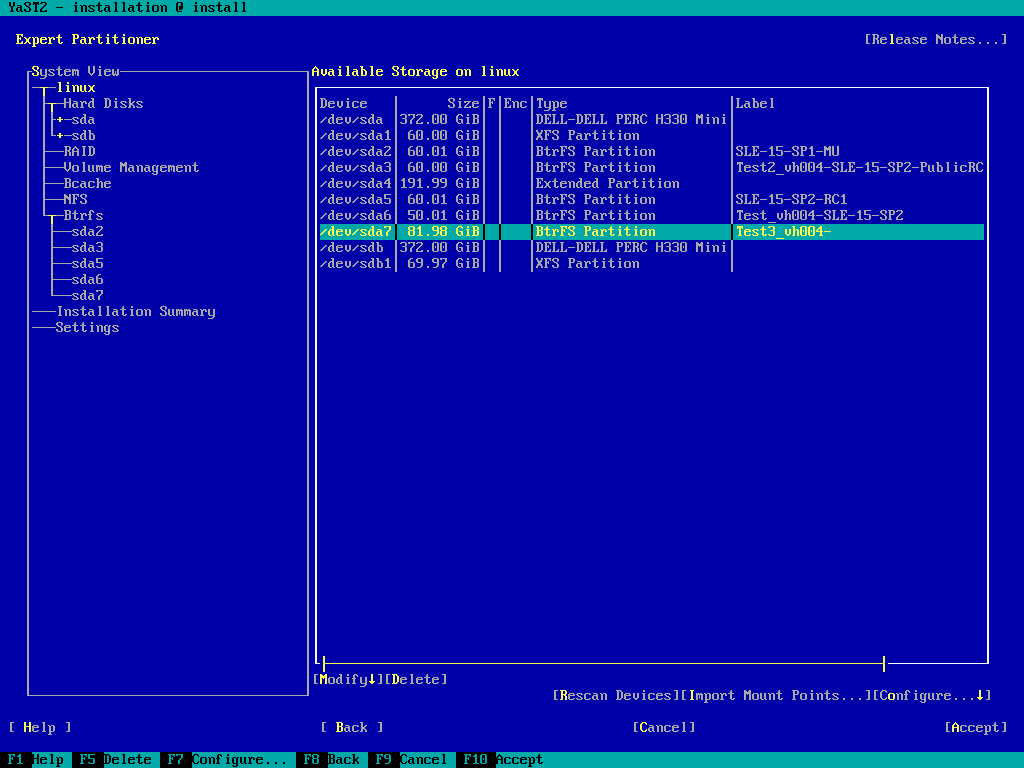 YaST2 - installation @ install
Expert Partitioner [Release Notes...]
System View
linux
Hard Disks
+ sda
+ sdb
RAID
Volume Management
Bcache
NFS
Btrfs
sda2
sda3
sda5
sda6
sda7
Installation Summary
Settings
Available Storage on linux
Device | Size|F|Enc|Type |Label
/dev/sda |372.00 GiB| | |DELL-DELL PERC H330 Mini|
/dev/sda1| 60.00 GiB| | |XFS Partition |
/dev/sda2| 60.01 GiB| | |BtrFS Partition |SLE-15-SP1-MU
/dev/sda3| 60.00 GiB| | |BtrFS Partition |Test2_vh004-SLE-15-SP2-PublicRC
/dev/sda4|191.99 GiB| | |Extended Partition |
/dev/sda5| 60.01 GiB| | |BtrFS Partition |SLE-15-SP2-RC1
/dev/sda6| 50.01 GiB| | |BtrFS Partition |Test_vh004-SLE-15-SP2
/dev/sda7| 81.98 GiB| | |BtrFS Partition |Test3_vh004-
/dev/sdb |372.00 GiB| | |DELL-DELL PERC H330 Mini|
/dev/sdb1| 69.97 GiB| | |XFS Partition |
[Modify↓][Delete]
[Rescan Devices][Import Mount Points...][Configure...↓]
[ Help ] [ Back ] [Cancel] [Accept]
F1 Help F5 Delete F7 Configure... F8 Back F9 Cancel F10 Accept